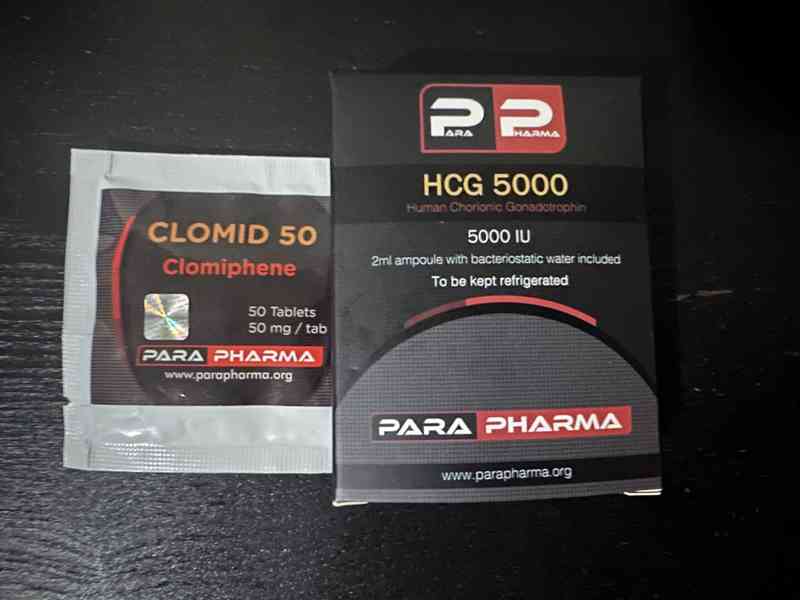 CLOMID 50
Clomiphene
50 Tablets
50 mg / tab
PARA PHARMA
www.parapharma.org
PARA PHARMA
HCG 5000
Human Chorionic Gonadotrophin
5000 IU
2ml ampoule with bacteriostatic water included
To be kept refrigerated
PARA PHARMA
www.parapharma.org